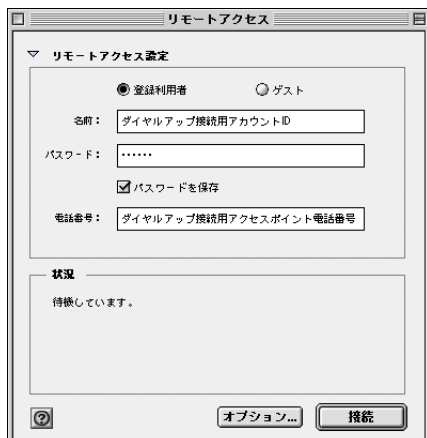 リモートアクセス
リモートアクセス設定
登録利用者 ゲスト
名前： ダイヤルアップ接続用アカウントID
パスワード： ••••••
パスワードを保存
電話番号： ダイヤルアップ接続用アクセスポイント電話番号
状況
待機しています。
? オプション... 接続